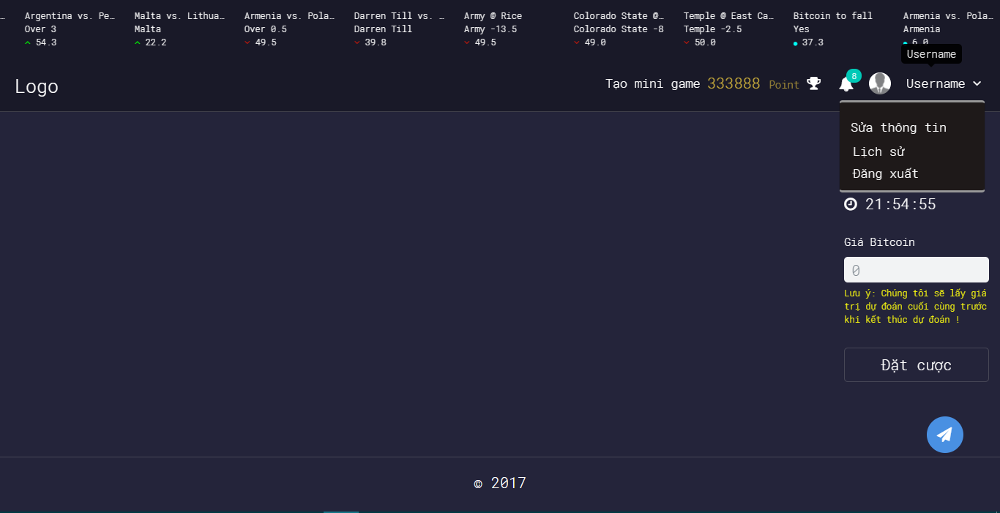 Argentina vs. Pe…
Over 3
54.3
Malta vs. Lithua…
Malta
22.2
Armenia vs. Pola…
Over 0.5
49.5
Darren Till vs. …
Darren Till
39.8
Army @ Rice
Army -13.5
49.5
Colorado State @…
Colorado State -8
49.0
Temple @ East Ca…
Temple -2.5
50.0
Bitcoin to fall
Yes
37.3
Armenia vs. Pola…
Armenia
6.0
Username
Logo
Tạo mini game 333888 Point
8
Username
Sửa thông tin
Lịch sử
Đăng xuất
21:54:55
Giá Bitcoin
0
Lưu ý: Chúng tôi sẽ lấy giá
trị dự đoán cuối cùng trước
khi kết thúc dự đoán !
Đặt cược
© 2017